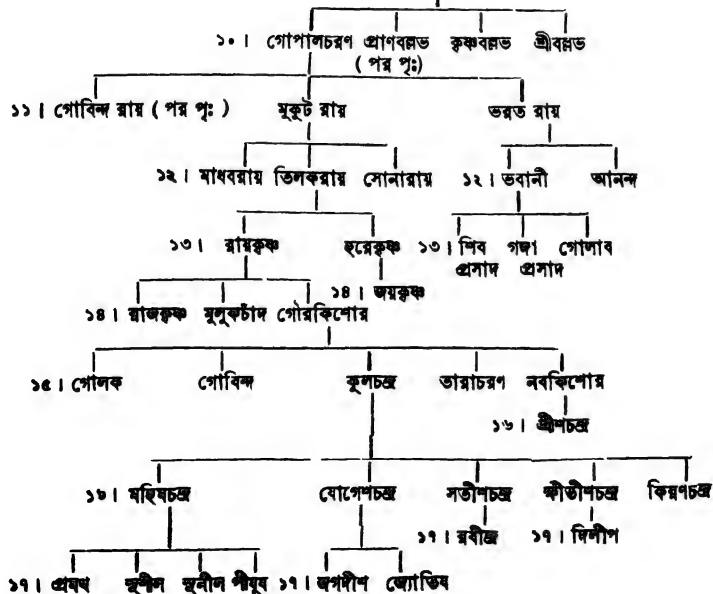 ১০। গোপালচরণ প্রাণবল্লভ কৃষ্ণবল্লভ শ্রীবল্লভ
( পর পৃঃ )
১১। গোবিন্দ রায় ( পর পৃঃ ) মুকুট রায় ভরত রায়
১২। মাধবরায় তিলকরায় সোনারায় ১২। ভবানী আনন্দ
১৩। রায়কৃষ্ণ হরেকৃষ্ণ ১৩। শিব গঙ্গা গোলাব
প্রসাদ প্রসাদ
১৪। জয়কৃষ্ণ
১৪। রাজকৃষ্ণ মুলুকচাঁদ গৌরকিশোর
১৫। গোলক গোবিন্দ কুলচন্দ্র তারাচরণ নবকিশোর
১৬। শ্রীশচন্দ্র
১৬। মহিষচন্দ্র যোগেশচন্দ্র সতীশচন্দ্র ক্ষীতীশচন্দ্র কিরণচন্দ্র
১৭। রবীন্দ্র ১৭। দিলীপ
১৭। প্রমথ সুশীল সুনীল পীযুষ ১৭। জগদীশ জ্যোতিষ